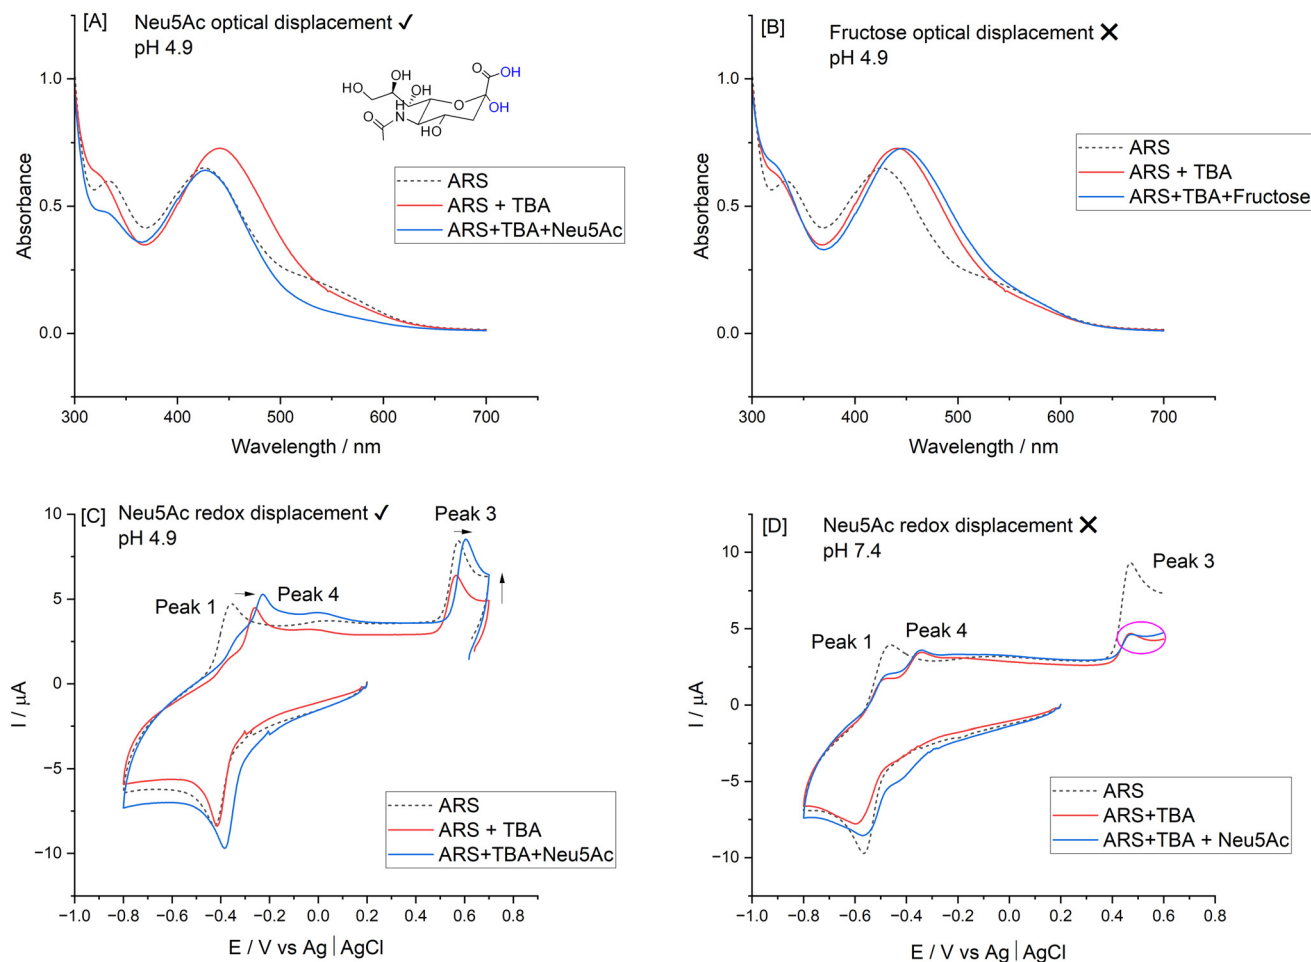 [A] Neu5Ac optical displacement ✓
pH 4.9
O
OH
OH
HO
OH
O
OH
H
N
O
HO
ARS
ARS + TBA
ARS+TBA+Neu5Ac
Absorbance
1.0
0.5
0.0
300 400 500 600 700
Wavelength / nm
[B] Fructose optical displacement ✕
pH 4.9
ARS
ARS + TBA
ARS+TBA+Fructose
Absorbance
1.0
0.5
0.0
300 400 500 600 700
Wavelength / nm
[C] Neu5Ac redox displacement ✓
pH 4.9
Peak 3
Peak 1
Peak 4
ARS
ARS + TBA
ARS+TBA+Neu5Ac
I / µA
10
5
0
−5
−10
−1.0 −0.8 −0.6 −0.4 −0.2 0.0 0.2 0.4 0.6 0.8
E / V vs Ag | AgCl
[D] Neu5Ac redox displacement ✕
pH 7.4
Peak 3
Peak 1
Peak 4
ARS
ARS+TBA
ARS+TBA + Neu5Ac
I / µA
10
5
0
−5
−10
−1.0 −0.8 −0.6 −0.4 −0.2 0.0 0.2 0.4 0.6 0.8
E / V vs Ag | AgCl